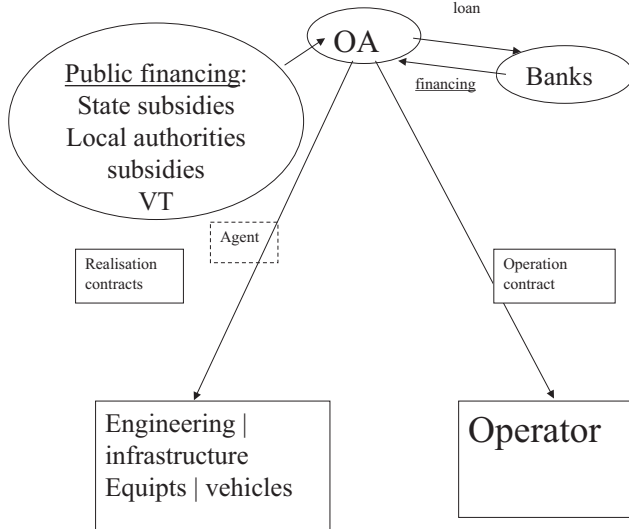 loan
OA
Public financing:
State subsidies
Local authorities
subsidies
VT
Banks
financing
Agent
Realisation
contracts
Operation
contract
Engineering |
infrastructure
Equipts | vehicles
Operator